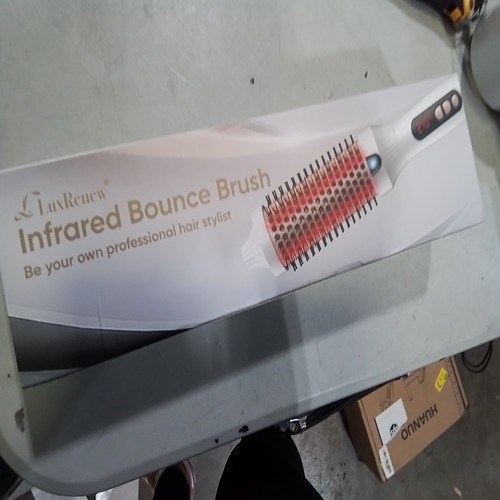 LuxRenew®
Infrared Bounce Brush
Be your own professional hair stylist
HUANUO